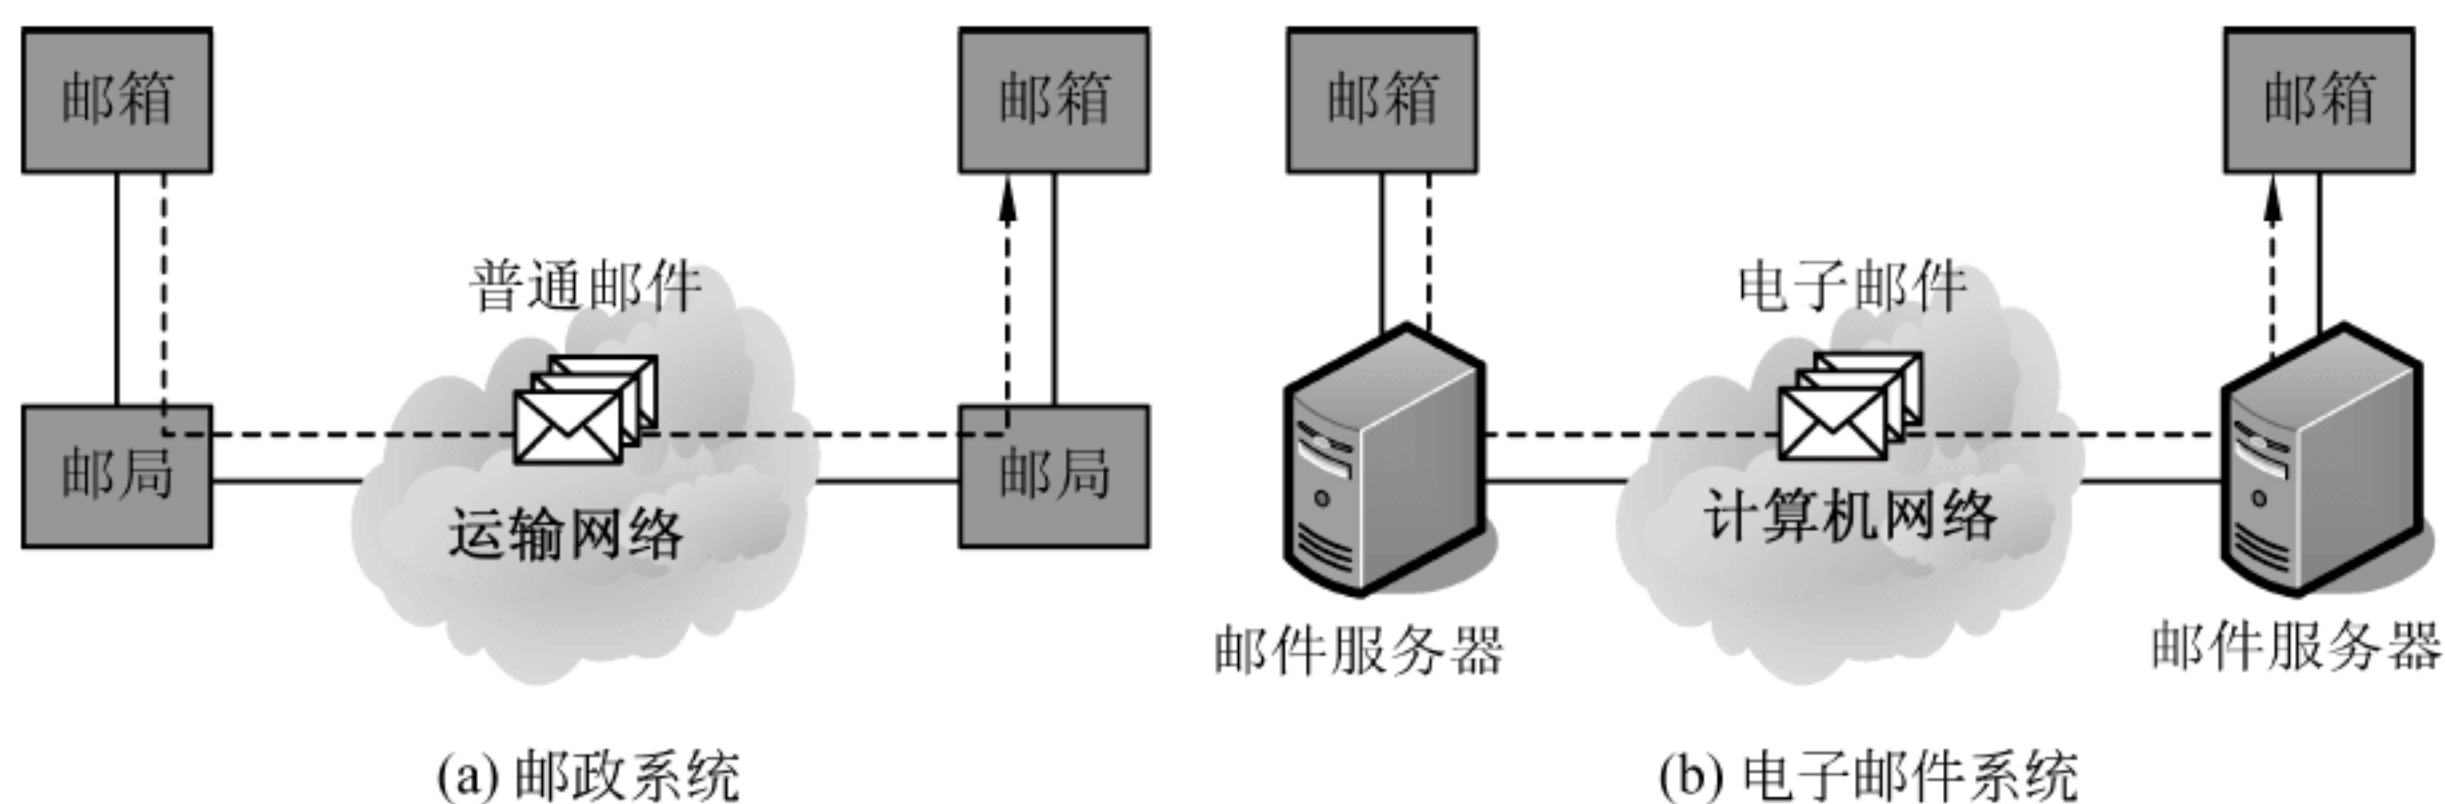 邮箱
邮箱
普通邮件
邮局
运输网络
邮局
(a) 邮政系统
邮箱
邮箱
电子邮件
计算机网络
邮件服务器
邮件服务器
(b) 电子邮件系统